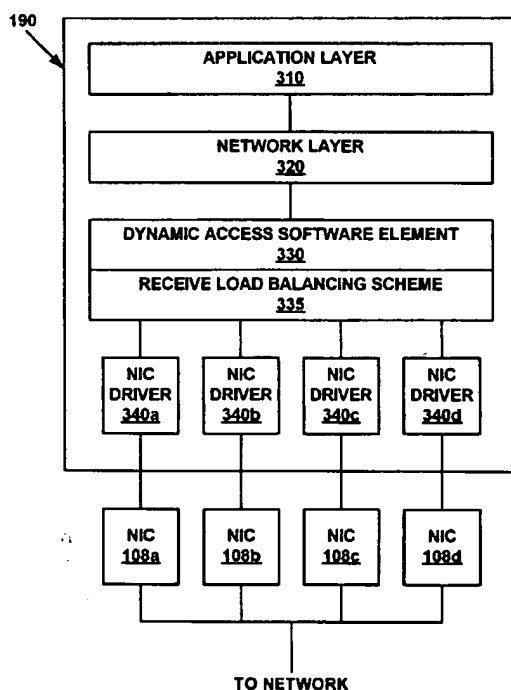 190
APPLICATION LAYER
310
NETWORK LAYER
320
DYNAMIC ACCESS SOFTWARE ELEMENT
330
RECEIVE LOAD BALANCING SCHEME
335
NIC DRIVER 340a
NIC DRIVER 340b
NIC DRIVER 340c
NIC DRIVER 340d
NIC 108a
NIC 108b
NIC 108c
NIC 108d
TO NETWORK